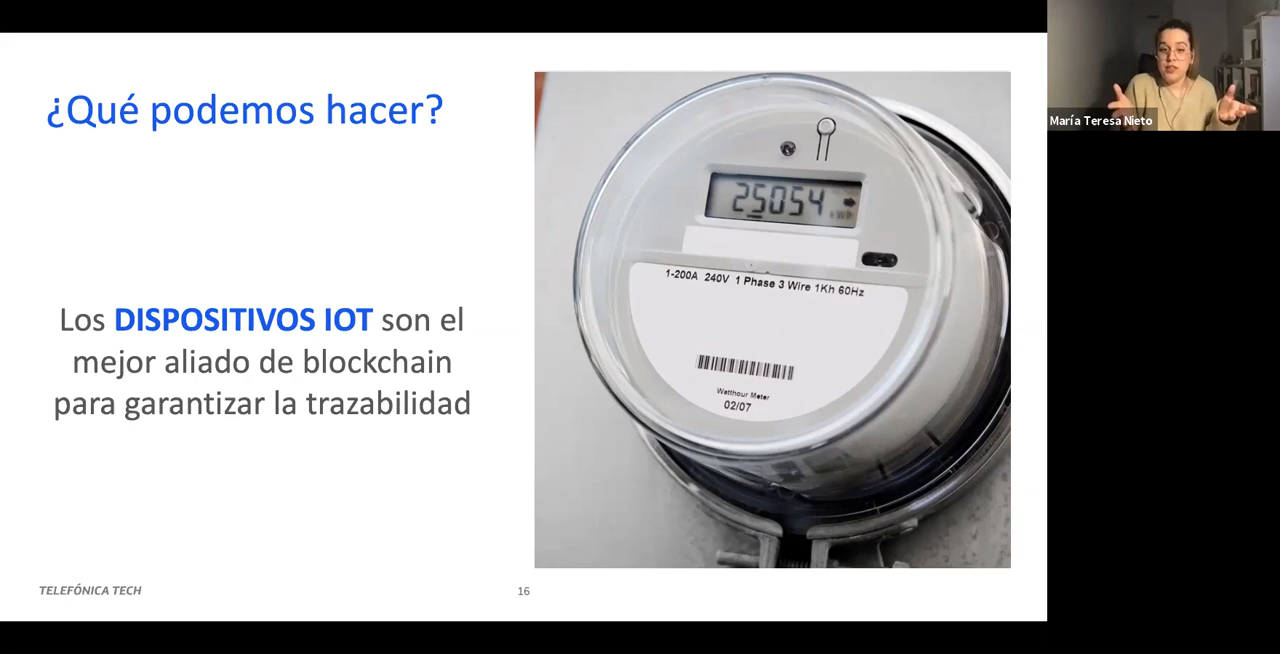 ¿Qué podemos hacer?
Los DISPOSITIVOS IOT son el
mejor aliado de blockchain
para garantizar la trazabilidad
25054
kWh
1-200A 240V 1 Phase 3 Wire 1Kh 60Hz
Watthour Meter
02/07
TELEFÓNICA TECH
16
María Teresa Nieto